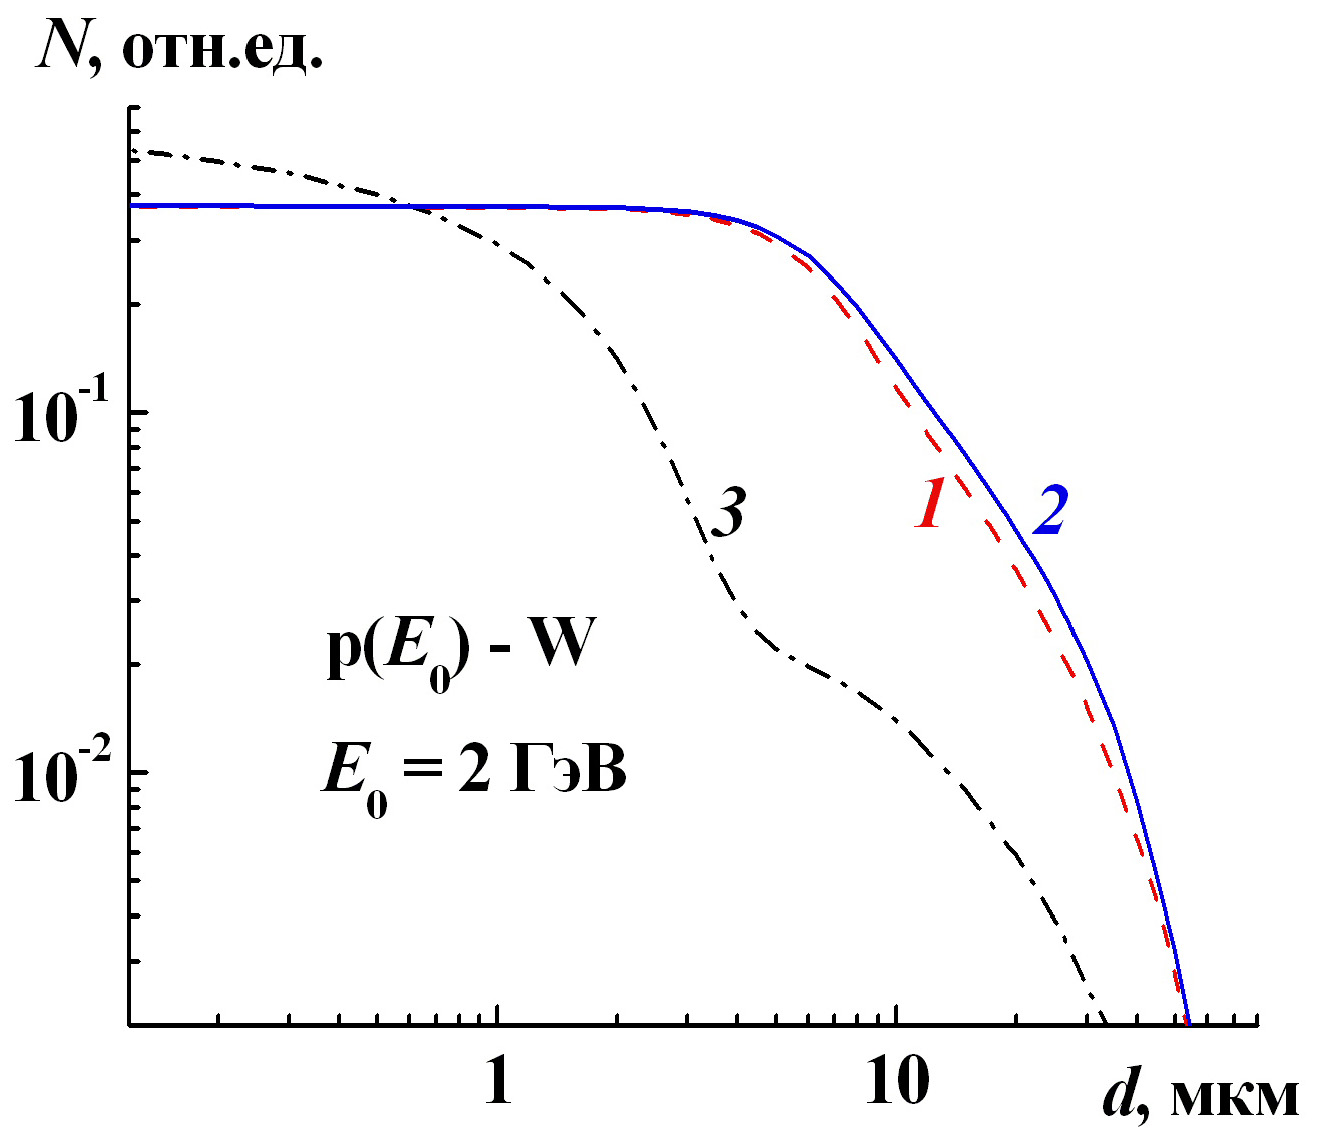 N, отн.ед.
10⁻¹
3
1
2
p(E₀) - W
10⁻²
E₀ = 2 ГэВ
1
10
d, мкм